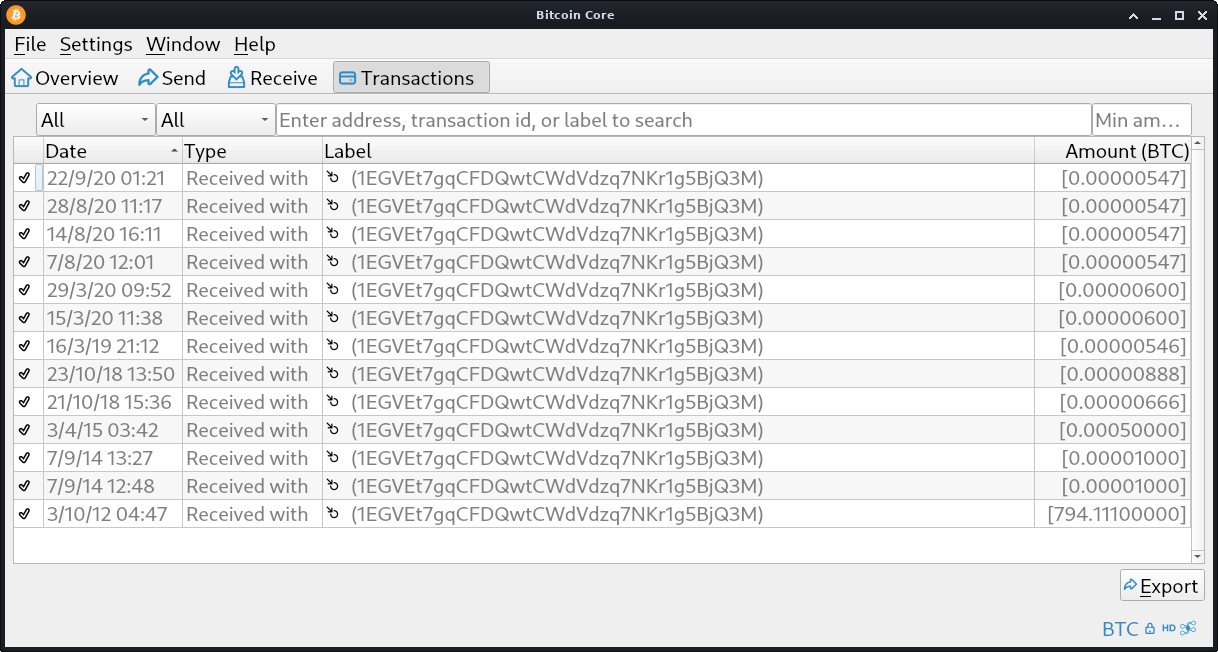 Bitcoin Core
File Settings Window Help
Overview Send Receive Transactions
All All Enter address, transaction id, or label to search Min am...
Date Type Label Amount (BTC)
22/9/20 01:21 Received with (1EGVEt7gqCFDQwtCWdVdzq7NKr1g5BjQ3M) [0.00000547]
28/8/20 11:17 Received with (1EGVEt7gqCFDQwtCWdVdzq7NKr1g5BjQ3M) [0.00000547]
14/8/20 16:11 Received with (1EGVEt7gqCFDQwtCWdVdzq7NKr1g5BjQ3M) [0.00000547]
7/8/20 12:01 Received with (1EGVEt7gqCFDQwtCWdVdzq7NKr1g5BjQ3M) [0.00000547]
29/3/20 09:52 Received with (1EGVEt7gqCFDQwtCWdVdzq7NKr1g5BjQ3M) [0.00000600]
15/3/20 11:38 Received with (1EGVEt7gqCFDQwtCWdVdzq7NKr1g5BjQ3M) [0.00000600]
16/3/19 21:12 Received with (1EGVEt7gqCFDQwtCWdVdzq7NKr1g5BjQ3M) [0.00000546]
23/10/18 13:50 Received with (1EGVEt7gqCFDQwtCWdVdzq7NKr1g5BjQ3M) [0.00000888]
21/10/18 15:36 Received with (1EGVEt7gqCFDQwtCWdVdzq7NKr1g5BjQ3M) [0.00000666]
3/4/15 03:42 Received with (1EGVEt7gqCFDQwtCWdVdzq7NKr1g5BjQ3M) [0.00050000]
7/9/14 13:27 Received with (1EGVEt7gqCFDQwtCWdVdzq7NKr1g5BjQ3M) [0.00001000]
7/9/14 12:48 Received with (1EGVEt7gqCFDQwtCWdVdzq7NKr1g5BjQ3M) [0.00001000]
3/10/12 04:47 Received with (1EGVEt7gqCFDQwtCWdVdzq7NKr1g5BjQ3M) [794.11100000]
Export
BTC HD